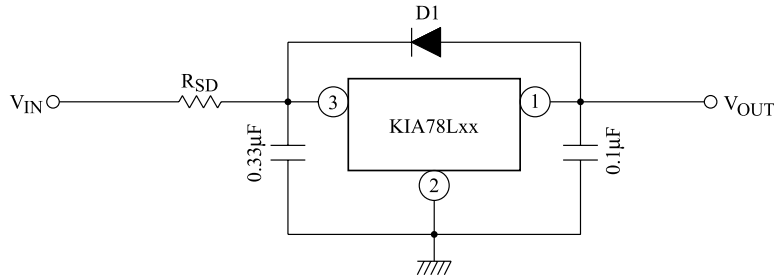 D1
RSD
VIN
3
KIA78Lxx
1
VOUT
0.33μF
2
0.1μF